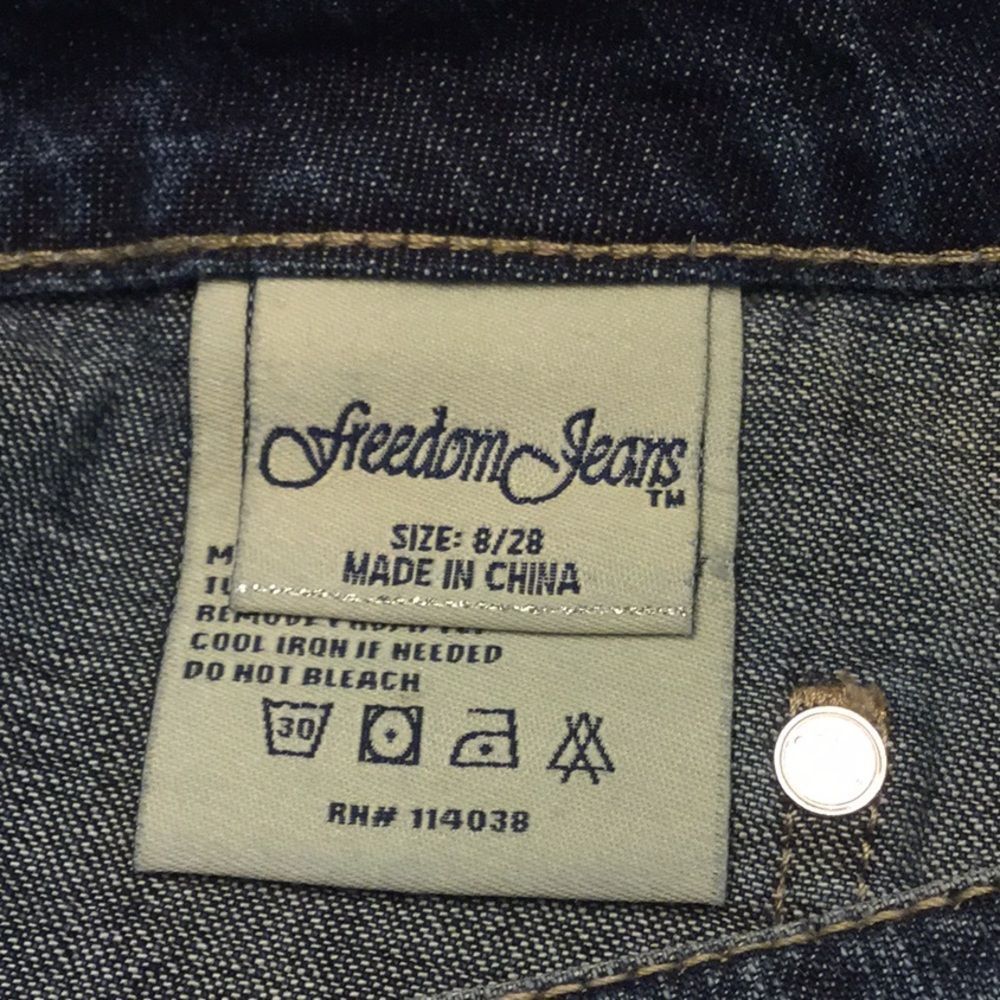 freedom Jeans
TM
SIZE: 8/28
MADE IN CHINA
REMOVE
COOL IRON IF NEEDED
DO NOT BLEACH
30
RN# 114038